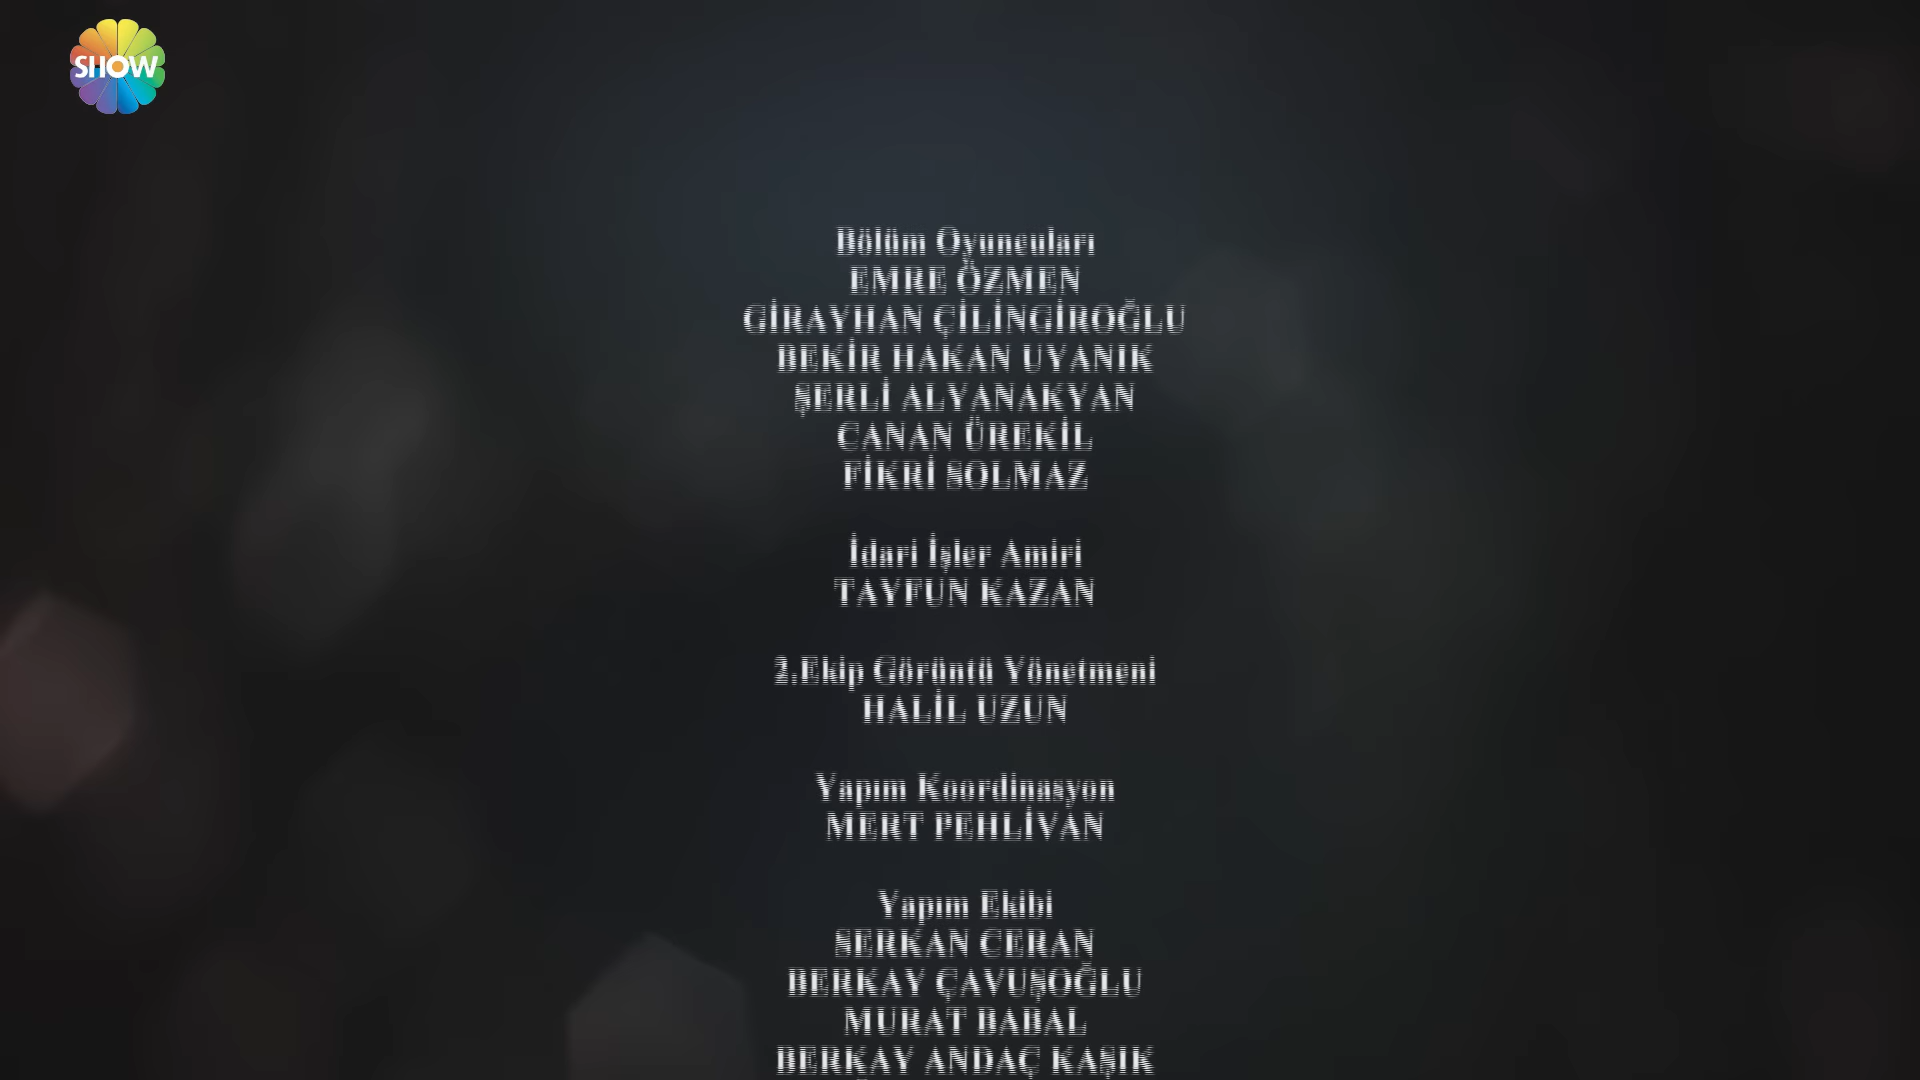 SHOW
Bölüm Oyuncuları
EMRE ÖZMEN
GİRAYHAN ÇİLİNGİROĞLU
BEKİR HAKAN UYANIK
ŞERLİ ALYANAKYAN
CANAN ÜREKİL
FİKRİ SOLMAZ
İdari İşler Amiri
TAYFUN KAZAN
2.Ekip Görüntü Yönetmeni
HALİL UZUN
Yapım Koordinasyon
MERT PEHLİVAN
Yapım Ekibi
SERKAN CERAN
BERKAY ÇAVUŞOĞLU
MURAT BABAL
BERKAY ANDAÇ KAŞIK